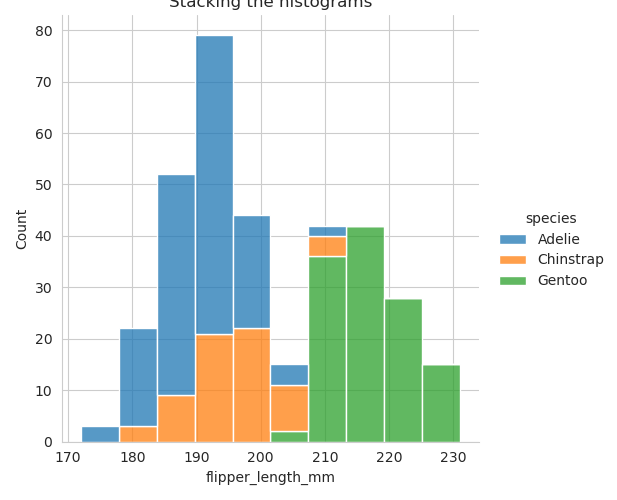 Stacking the histograms
80
70
60
50
40
30
20
10
0
Count
170 180 190 200 210 220 230
flipper_length_mm
species
Adelie
Chinstrap
Gentoo